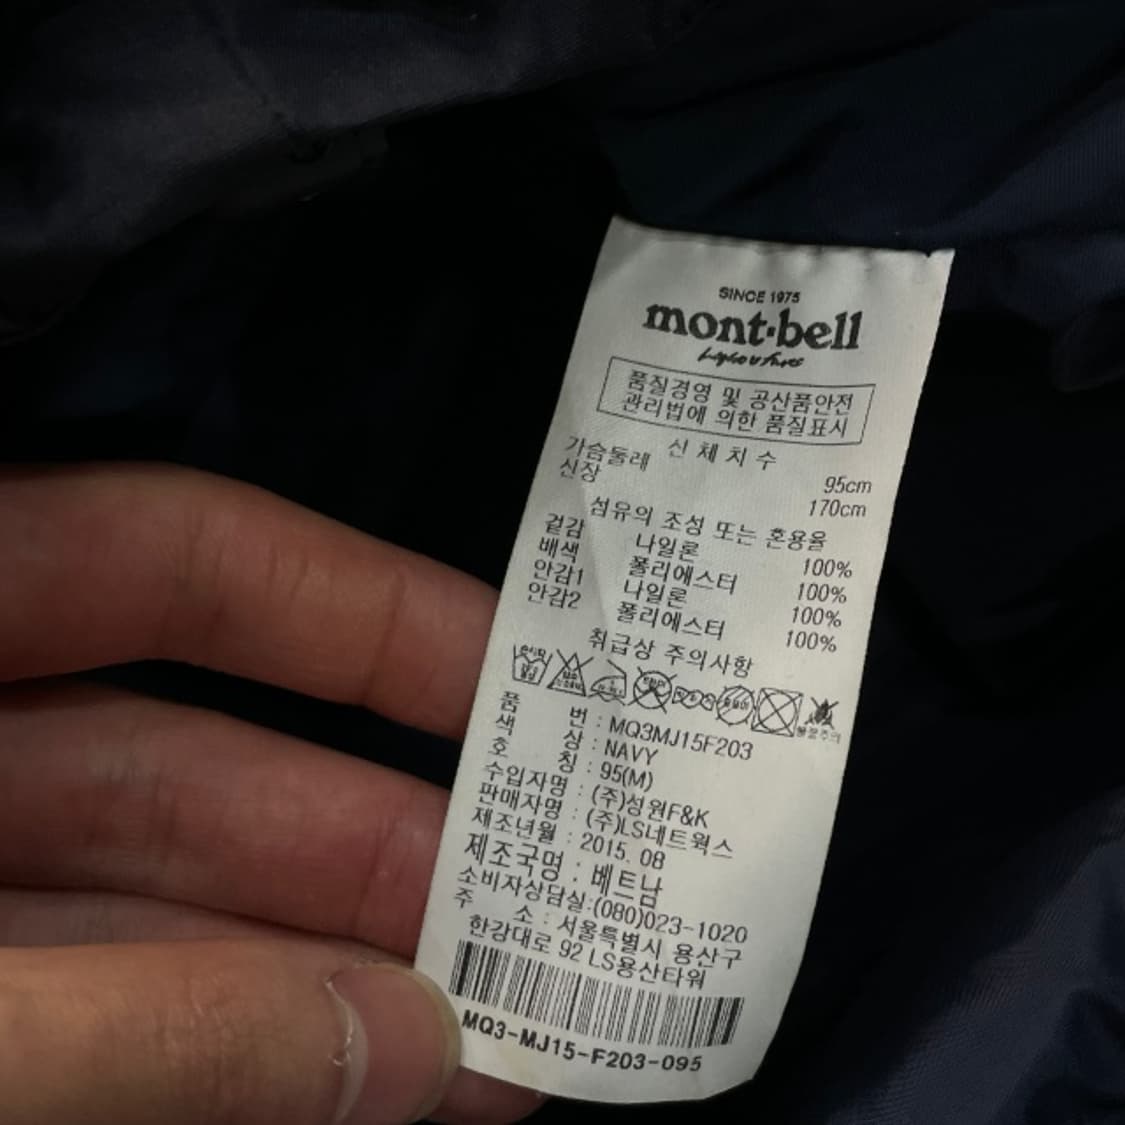 SINCE 1975
mont-bell
품질경영 및 공산품안전
관리법에 의한 품질표시
신 체 치 수
가슴둘레 95cm
신장 170cm
섬유의 조성 또는 혼용율
겉감 나일론 100%
배색 폴리에스터 100%
안감1 나일론 100%
안감2 폴리에스터 100%
취급상 주의사항
품 번 : MQ3MJ15F203
색 상 : NAVY
호 칭 : 95(M)
수입자명 : (주)성원F&K
판매자명 : (주)LS네트웍스
제조년월 : 2015. 08
제조국명 : 베트남
소비자상담실:(080)023-1020
주 소 : 서울특별시 용산구
한강대로 92 LS용산타워
MQ3-MJ15-F203-095